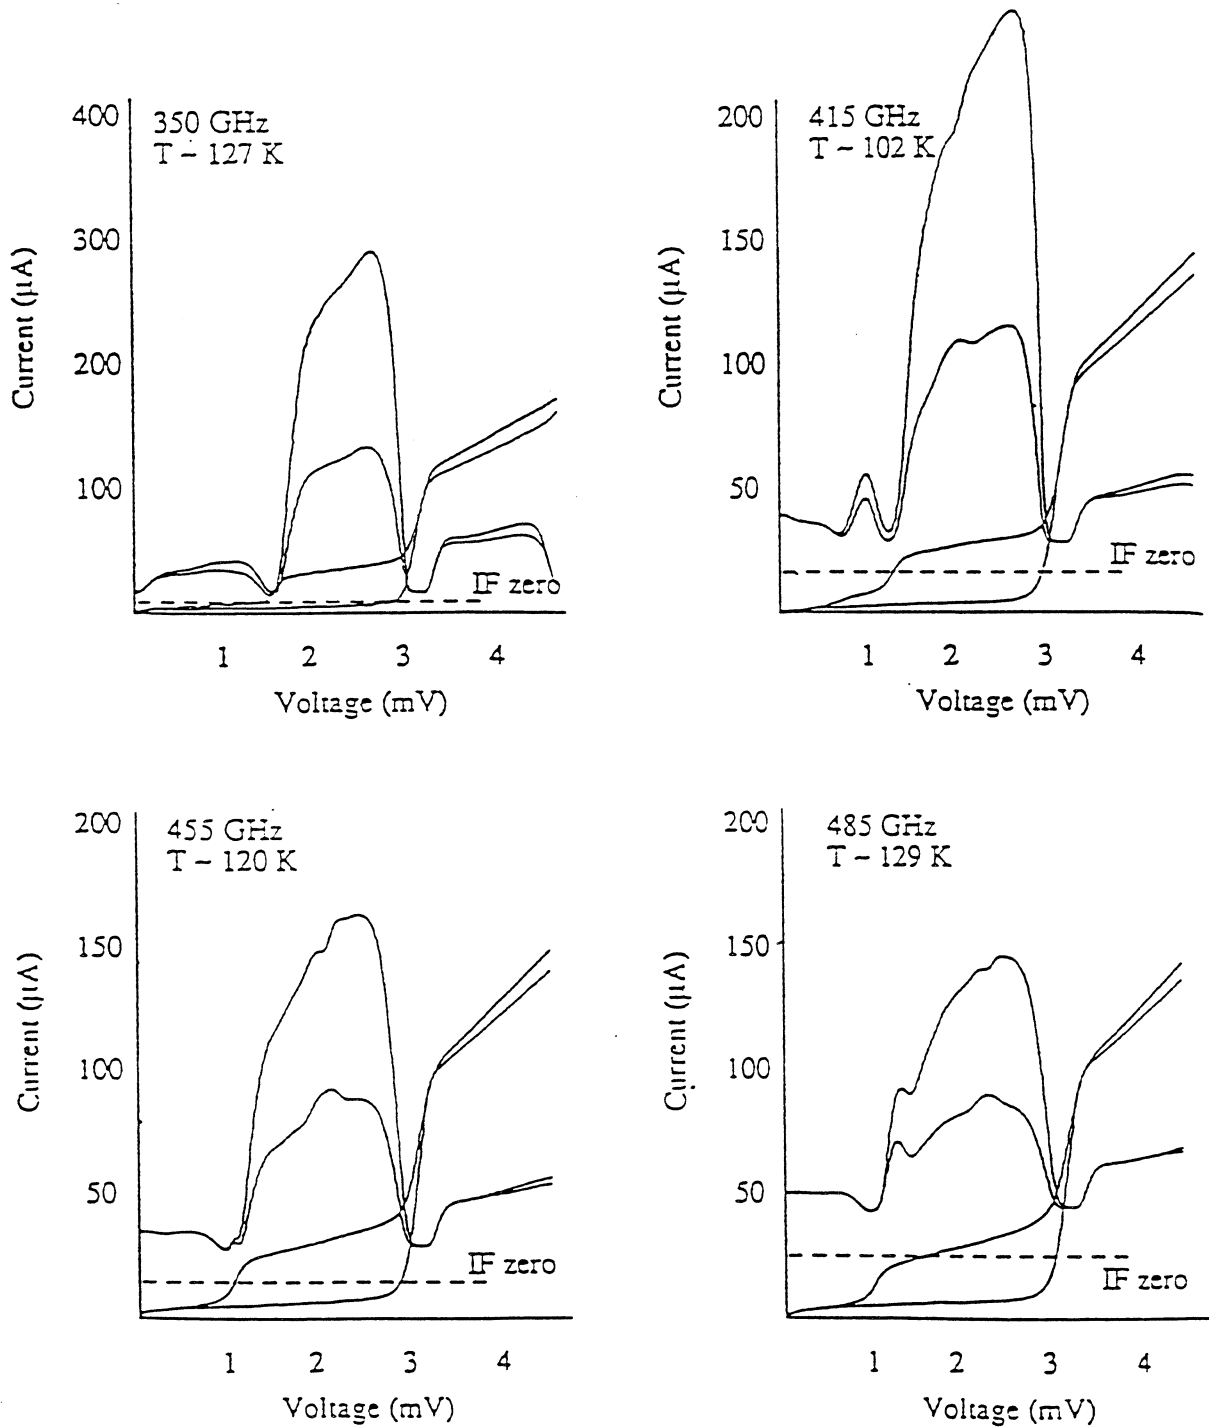 350 GHz
T ~ 127 K
400
300
200
100
Current (μA)
IF zero
1 2 3 4
Voltage (mV)
415 GHz
T ~ 102 K
200
150
100
50
Current (μA)
IF zero
1 2 3 4
Voltage (mV)
455 GHz
T ~ 120 K
200
150
100
50
Current (μA)
IF zero
1 2 3 4
Voltage (mV)
485 GHz
T ~ 129 K
200
150
100
50
Current (μA)
IF zero
1 2 3 4
Voltage (mV)